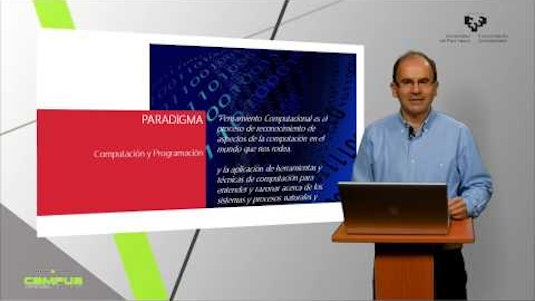 PARADIGMA
Computación y Programación
"Pensamiento Computacional es el
proceso de reconocimiento de
aspectos de la computación en el
mundo que nos rodea,
y la aplicación de herramientas y
técnicas de computación para
entender y razonar acerca de los
sistemas y procesos naturales y
CAMPUS